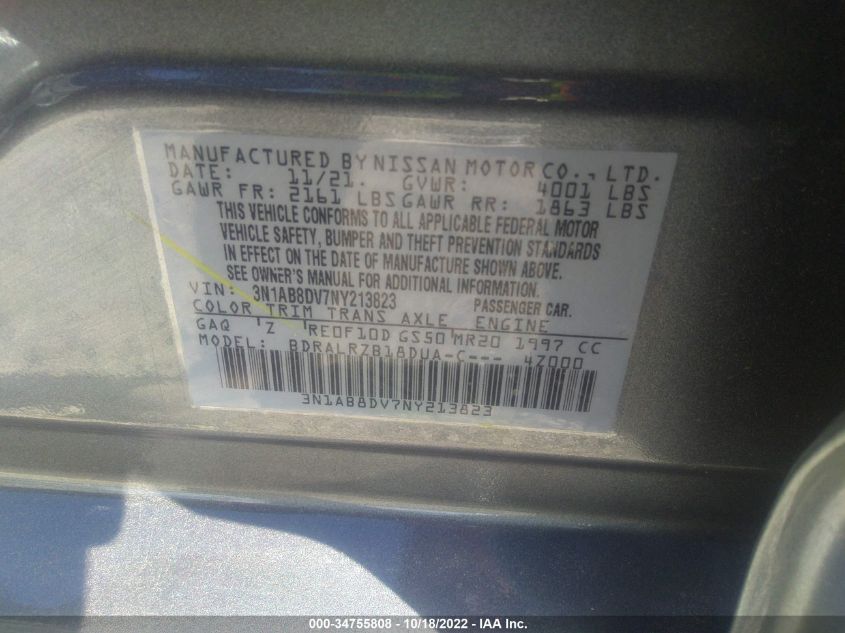 MANUFACTURED BY NISSAN MOTOR CO., LTD.
DATE: 11/21. GVWR: 4001 LBS
GAWR FR: 2161 LBS GAWR RR: 1863 LBS
THIS VEHICLE CONFORMS TO ALL APPLICABLE FEDERAL MOTOR
VEHICLE SAFETY, BUMPER AND THEFT PREVENTION STANDARDS
IN EFFECT ON THE DATE OF MANUFACTURE SHOWN ABOVE.
SEE OWNER'S MANUAL FOR ADDITIONAL INFORMATION.
VIN: 3N1AB8DV7NY213823 PASSENGER CAR.
COLOR TRIM TRANS AXLE ENGINE
GAQ 'Z 'RE0F10D GS50'MR20 1997 CC
MODEL: BDRALRZB18DUA-C--- 47000
3N1AB8DV7NY213823
000-34755808 - 10/18/2022 - IAA Inc.